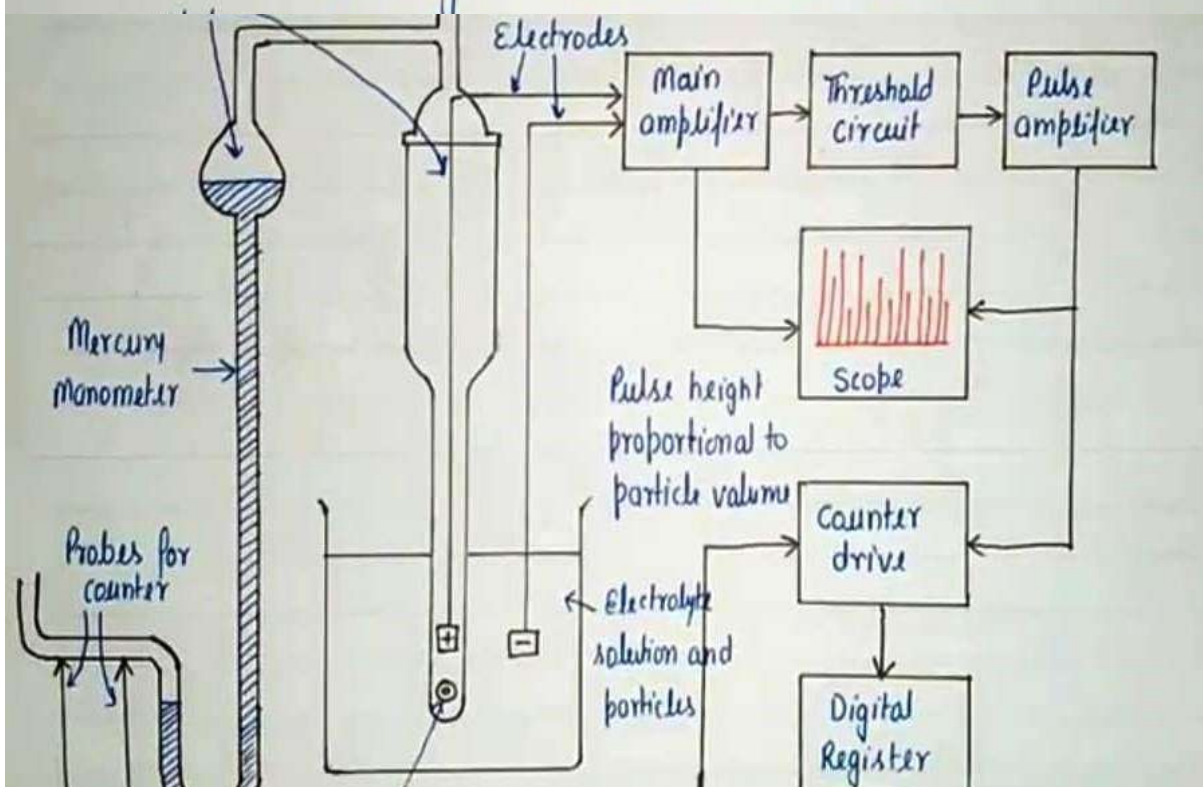 Electrodes
Main
amplifier
Threshold
circuit
Pulse
amplifier
Scope
Mercury
manometer
Pulse height
proportional to
particle volume
Counter
drive
Probes for
counter
+
-
Electrolyte
solution and
particles
Digital
Register